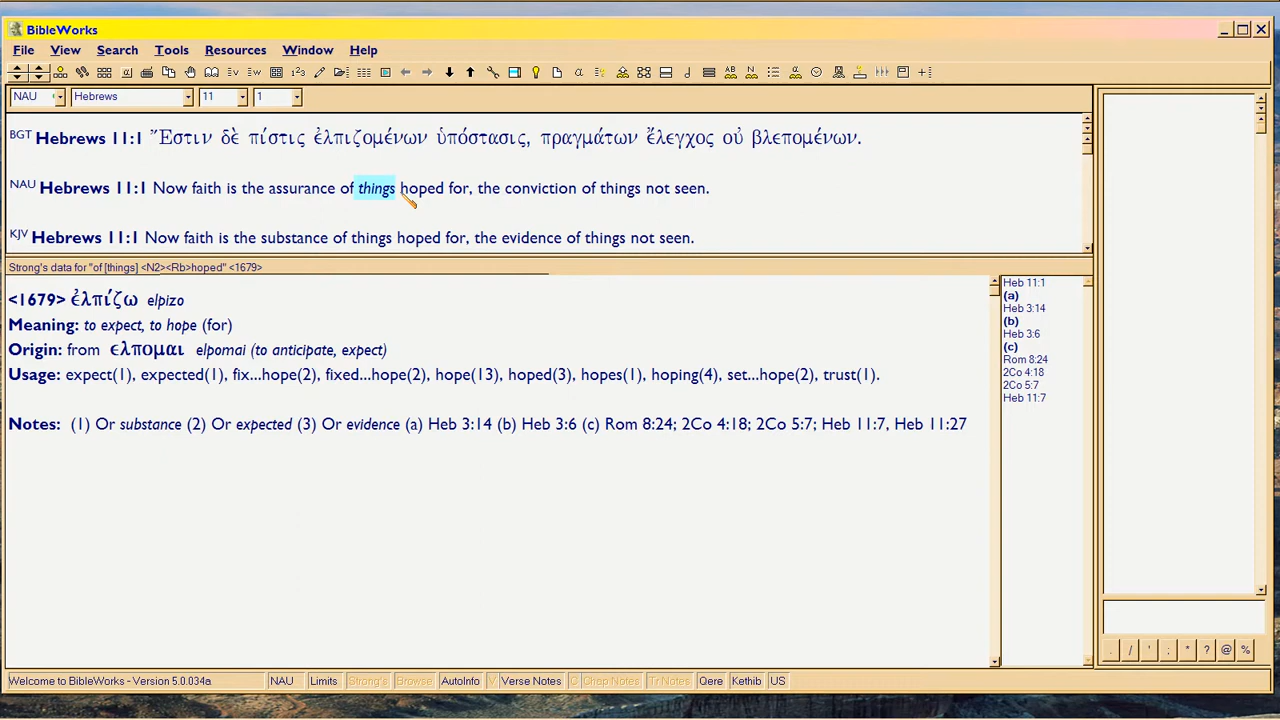 BibleWorks
File View Search Tools Resources Window Help
NAU Hebrews 11 1
BGT Hebrews 11:1 Ἔστιν δὲ πίστις ἐλπιζομένων ὑπόστασις, πραγμάτων ἔλεγχος οὐ βλεπομένων.
NAU Hebrews 11:1 Now faith is the assurance of things hoped for, the conviction of things not seen.
KJV Hebrews 11:1 Now faith is the substance of things hoped for, the evidence of things not seen.
Strong's data for "of [things] <N2><Rb>hoped" <1679>
<1679> ἐλπίζω elpizo
Meaning: to expect, to hope (for)
Origin: from ελπομαι elpomai (to anticipate, expect)
Usage: expect(1), expected(1), fix...hope(2), fixed...hope(2), hope(13), hoped(3), hopes(1), hoping(4), set...hope(2), trust(1).
Notes: (1) Or substance (2) Or expected (3) Or evidence (a) Heb 3:14 (b) Heb 3:6 (c) Rom 8:24; 2Co 4:18; 2Co 5:7; Heb 11:7, Heb 11:27
Heb 11:1
(a)
Heb 3:14
(b)
Heb 3:6
(c)
Rom 8:24
2Co 4:18
2Co 5:7
Heb 11:7
. / ' ; * ? @ %
Welcome to BibleWorks - Version 5.0.034a NAU Limits Strong's Browse AutoInfo V Verse Notes C Chap Notes Tr Notes Qere Kethib US